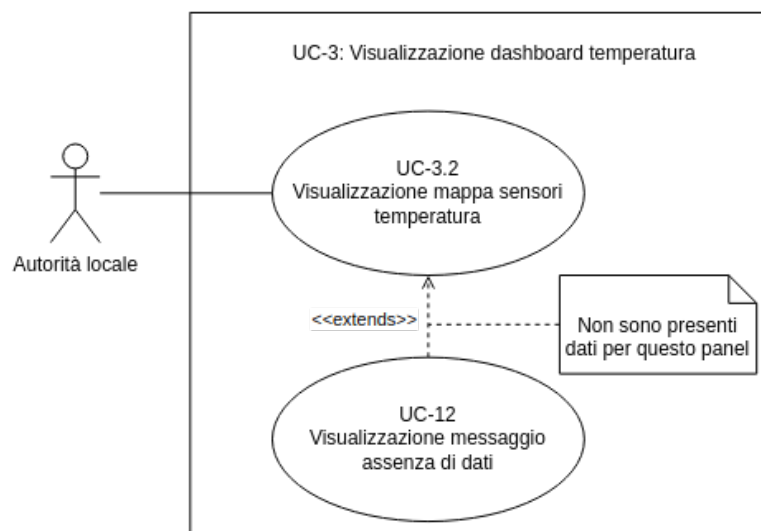 UC-3: Visualizzazione dashboard temperatura
UC-3.2
Visualizzazione mappa sensori
temperatura
Autorità locale
<<extends>>
Non sono presenti
dati per questo panel
UC-12
Visualizzazione messaggio
assenza di dati